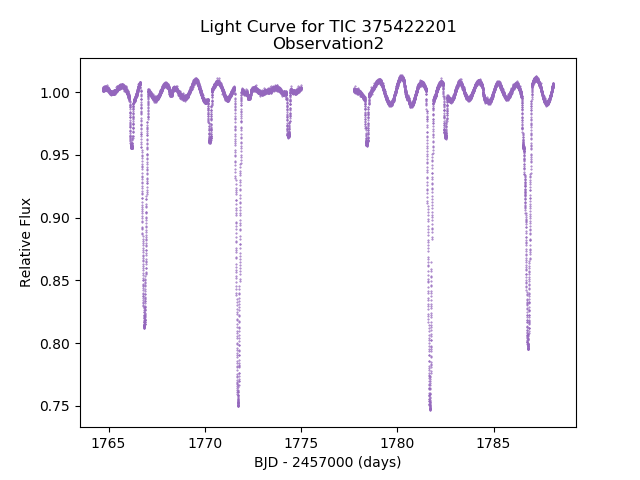 Light Curve for TIC 375422201
Observation2
1.00
0.95
0.90
0.85
0.80
0.75
Relative Flux
1765
1770
1775
1780
1785
BJD - 2457000 (days)